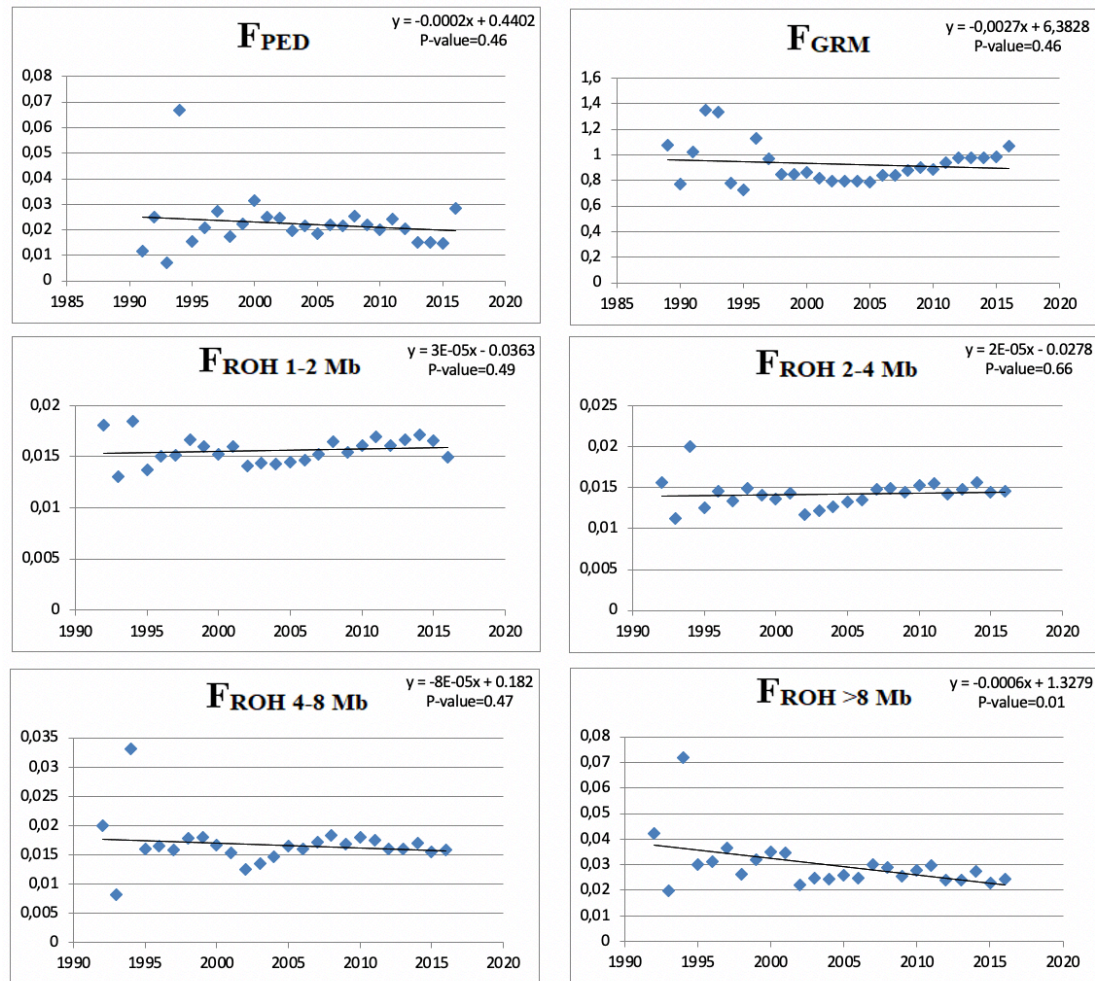 F_PED
y = -0.0002x + 0.4402
P-value=0.46
0,08
0,07
0,06
0,05
0,04
0,03
0,02
0,01
0
1985 1990 1995 2000 2005 2010 2015 2020
F_GRM
y = -0,0027x + 6,3828
P-value=0.46
1,6
1,4
1,2
1
0,8
0,6
0,4
0,2
0
1985 1990 1995 2000 2005 2010 2015 2020
F_ROH 1-2 Mb
y = 3E-05x - 0.0363
P-value=0.49
0,02
0,015
0,01
0,005
0
1990 1995 2000 2005 2010 2015 2020
F_ROH 2-4 Mb
y = 2E-05x - 0.0278
P-value=0.66
0,025
0,02
0,015
0,01
0,005
0
1990 1995 2000 2005 2010 2015 2020
F_ROH 4-8 Mb
y = -8E-05x + 0.182
P-value=0.47
0,035
0,03
0,025
0,02
0,015
0,01
0,005
0
1990 1995 2000 2005 2010 2015 2020
F_ROH >8 Mb
y = -0.0006x + 1.3279
P-value=0.01
0,08
0,07
0,06
0,05
0,04
0,03
0,02
0,01
0
1990 1995 2000 2005 2010 2015 2020